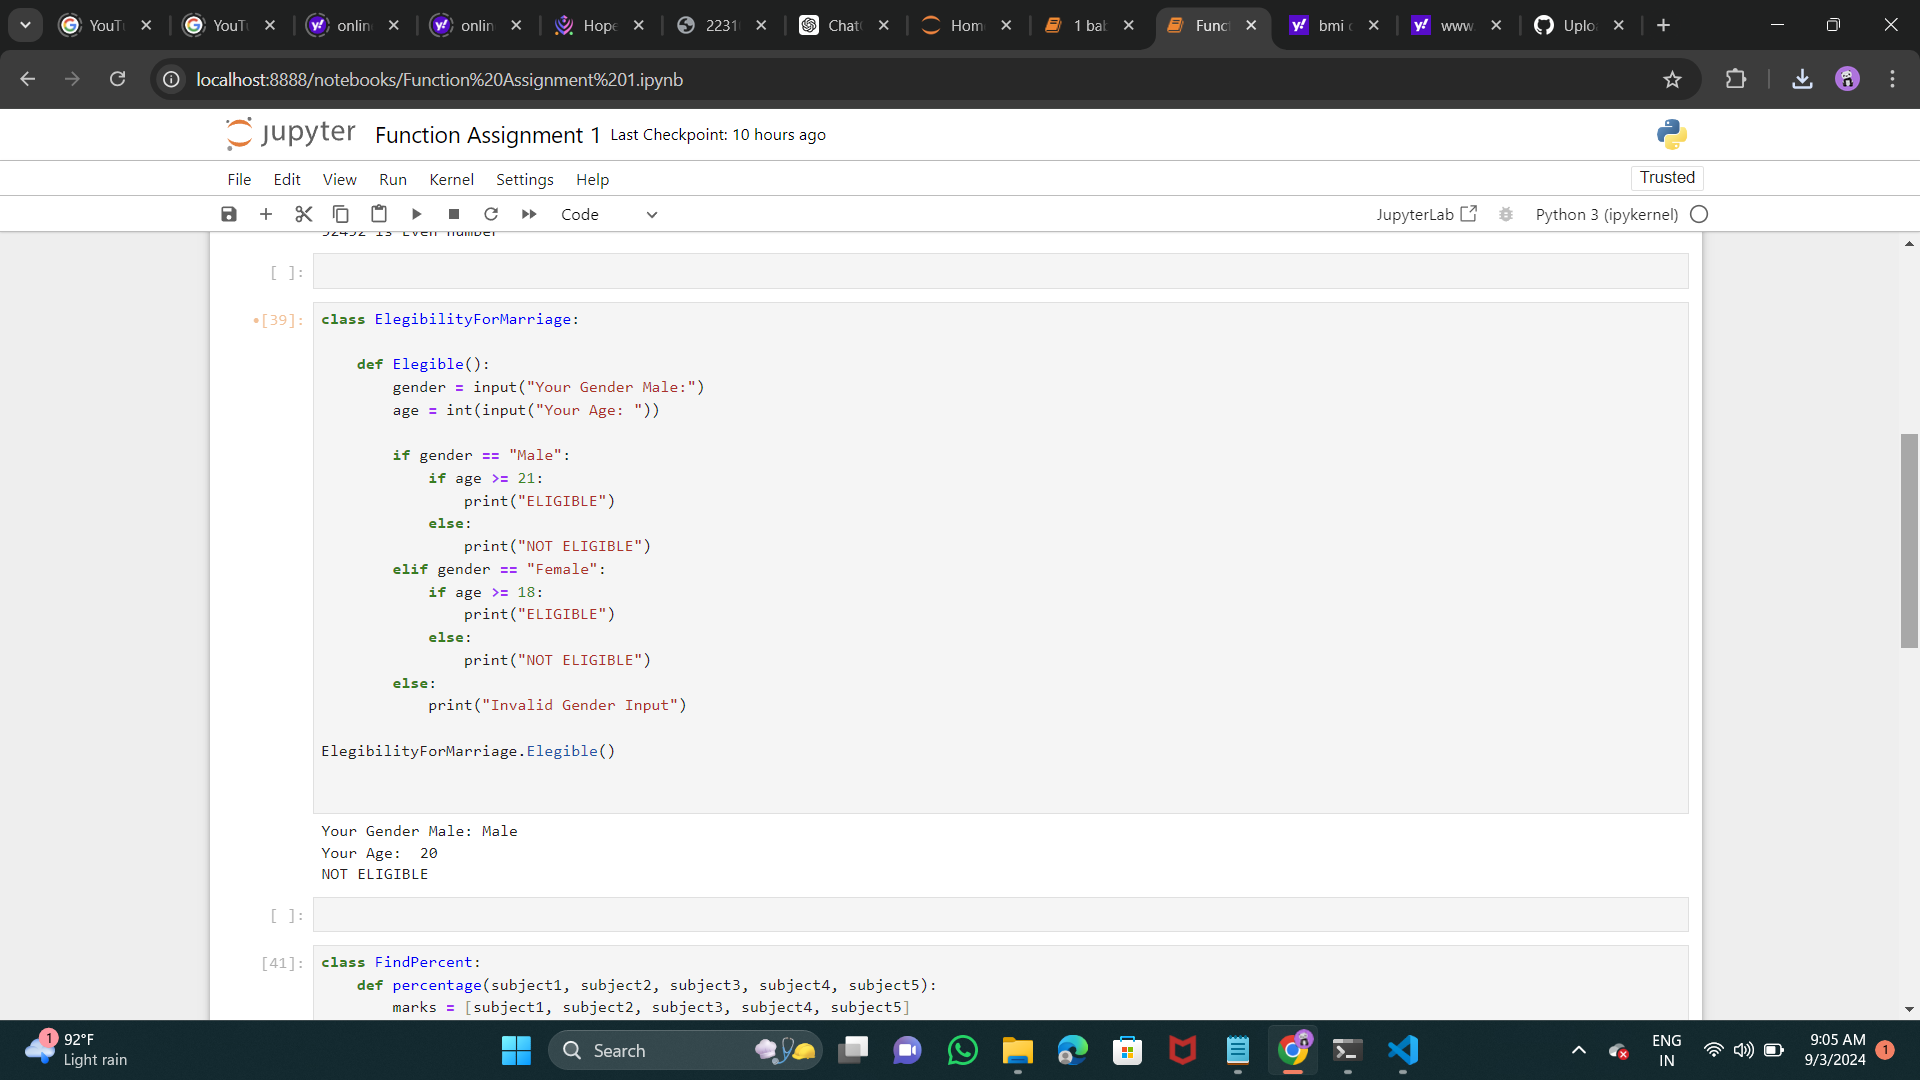 YouTu
YouTu
onlin
onlin
Hope
2231
Chat
Hom
1 bab
Func
bmi c
www.
Uplo
localhost:8888/notebooks/Function%20Assignment%201.ipynb
jupyter Function Assignment 1 Last Checkpoint: 10 hours ago
File Edit View Run Kernel Settings Help Trusted
Code JupyterLab Python 3 (ipykernel)
92492 is Even number
[ ]:
•[39]: class ElegibilityForMarriage:
def Elegible():
gender = input("Your Gender Male:")
age = int(input("Your Age: "))
if gender == "Male":
if age >= 21:
print("ELIGIBLE")
else:
print("NOT ELIGIBLE")
elif gender == "Female":
if age >= 18:
print("ELIGIBLE")
else:
print("NOT ELIGIBLE")
else:
print("Invalid Gender Input")
ElegibilityForMarriage.Elegible()
Your Gender Male: Male
Your Age:  20
NOT ELIGIBLE
[ ]:
[41]: class FindPercent:
def percentage(subject1, subject2, subject3, subject4, subject5):
marks = [subject1, subject2, subject3, subject4, subject5]
1 92°F
Light rain
Search
ENG
IN
9:05 AM
9/3/2024
1